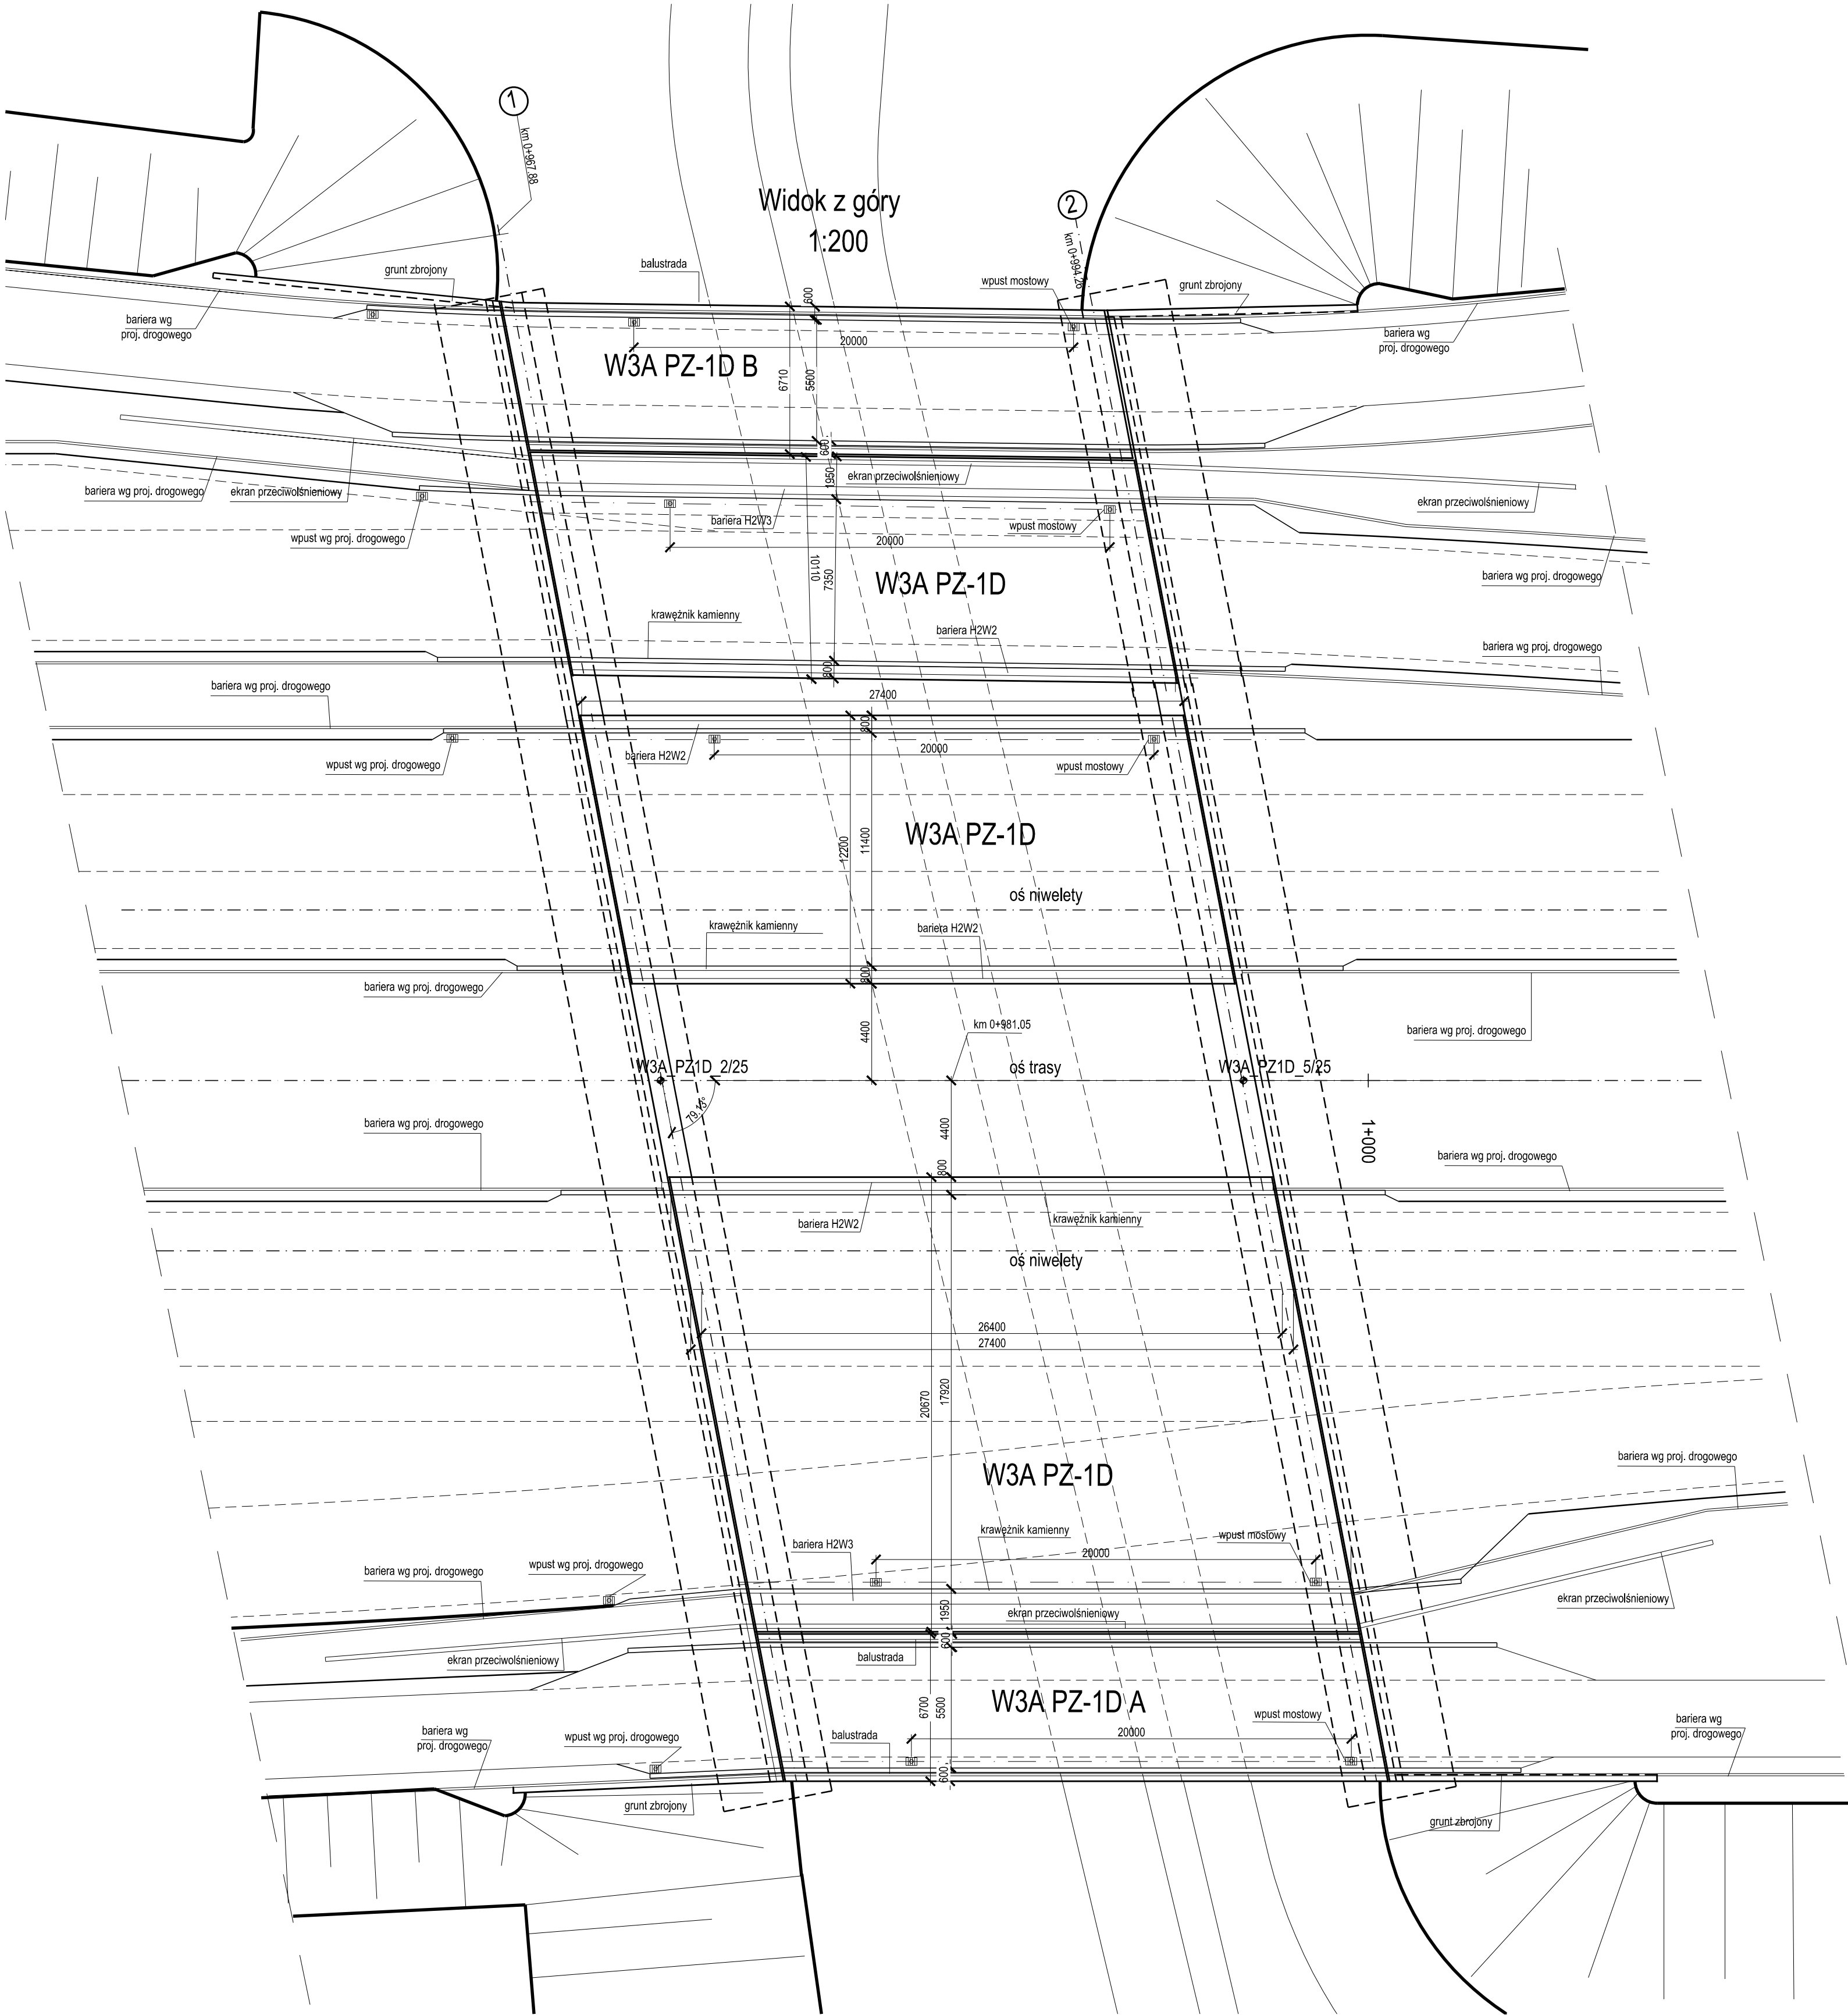 1
km 0+967.88
Widok z góry
1:200
2
km 0+994.26
grunt zbrojony
balustrada
wpust mostowy
grunt zbrojony
600
bariera wg
proj. drogowego
bariera wg
proj. drogowego
20000
W3A PZ-1D B
6710
5500
600
1950
ekran przeciwolśnieniowy
bariera wg proj. drogowego
ekran przeciwolśnieniowy
ekran przeciwolśnieniowy
bariera H2W3
wpust mostowy
wpust wg proj. drogowego
20000
10110
7350
W3A PZ-1D
bariera wg proj. drogowego
krawężnik kamienny
bariera H2W2
bariera wg proj. drogowego
800
bariera wg proj. drogowego
27400
800
20000
bariera H2W2
wpust wg proj. drogowego
wpust mostowy
W3A PZ-1D
12200
11400
oś niwelety
krawężnik kamienny
bariera H2W2
800
bariera wg proj. drogowego
km 0+981.05
bariera wg proj. drogowego
4400
W3A_PZ1D_2/25
oś trasy
W3A_PZ1D_5/25
79.13°
bariera wg proj. drogowego
4400
1+000
bariera wg proj. drogowego
800
bariera H2W2
krawężnik kamienny
oś niwelety
26400
27400
20670
17920
W3A PZ-1D
bariera wg proj. drogowego
krawężnik kamienny
wpust mostowy
bariera H2W3
20000
wpust wg proj. drogowego
bariera wg proj. drogowego
ekran przeciwolśnieniowy
1950
ekran przeciwolśnieniowy
600
balustrada
ekran przeciwolśnieniowy
W3A PZ-1D A
6700
5500
wpust mostowy
bariera wg
proj. drogowego
bariera wg
proj. drogowego
wpust wg proj. drogowego
balustrada
20000
600
grunt zbrojony
grunt zbrojony